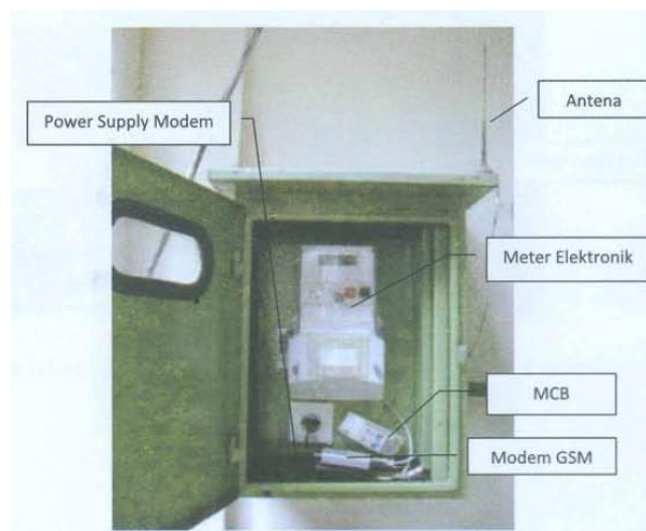 Antena
Power Supply Modem
Meter Elektronik
MCB
Modem GSM